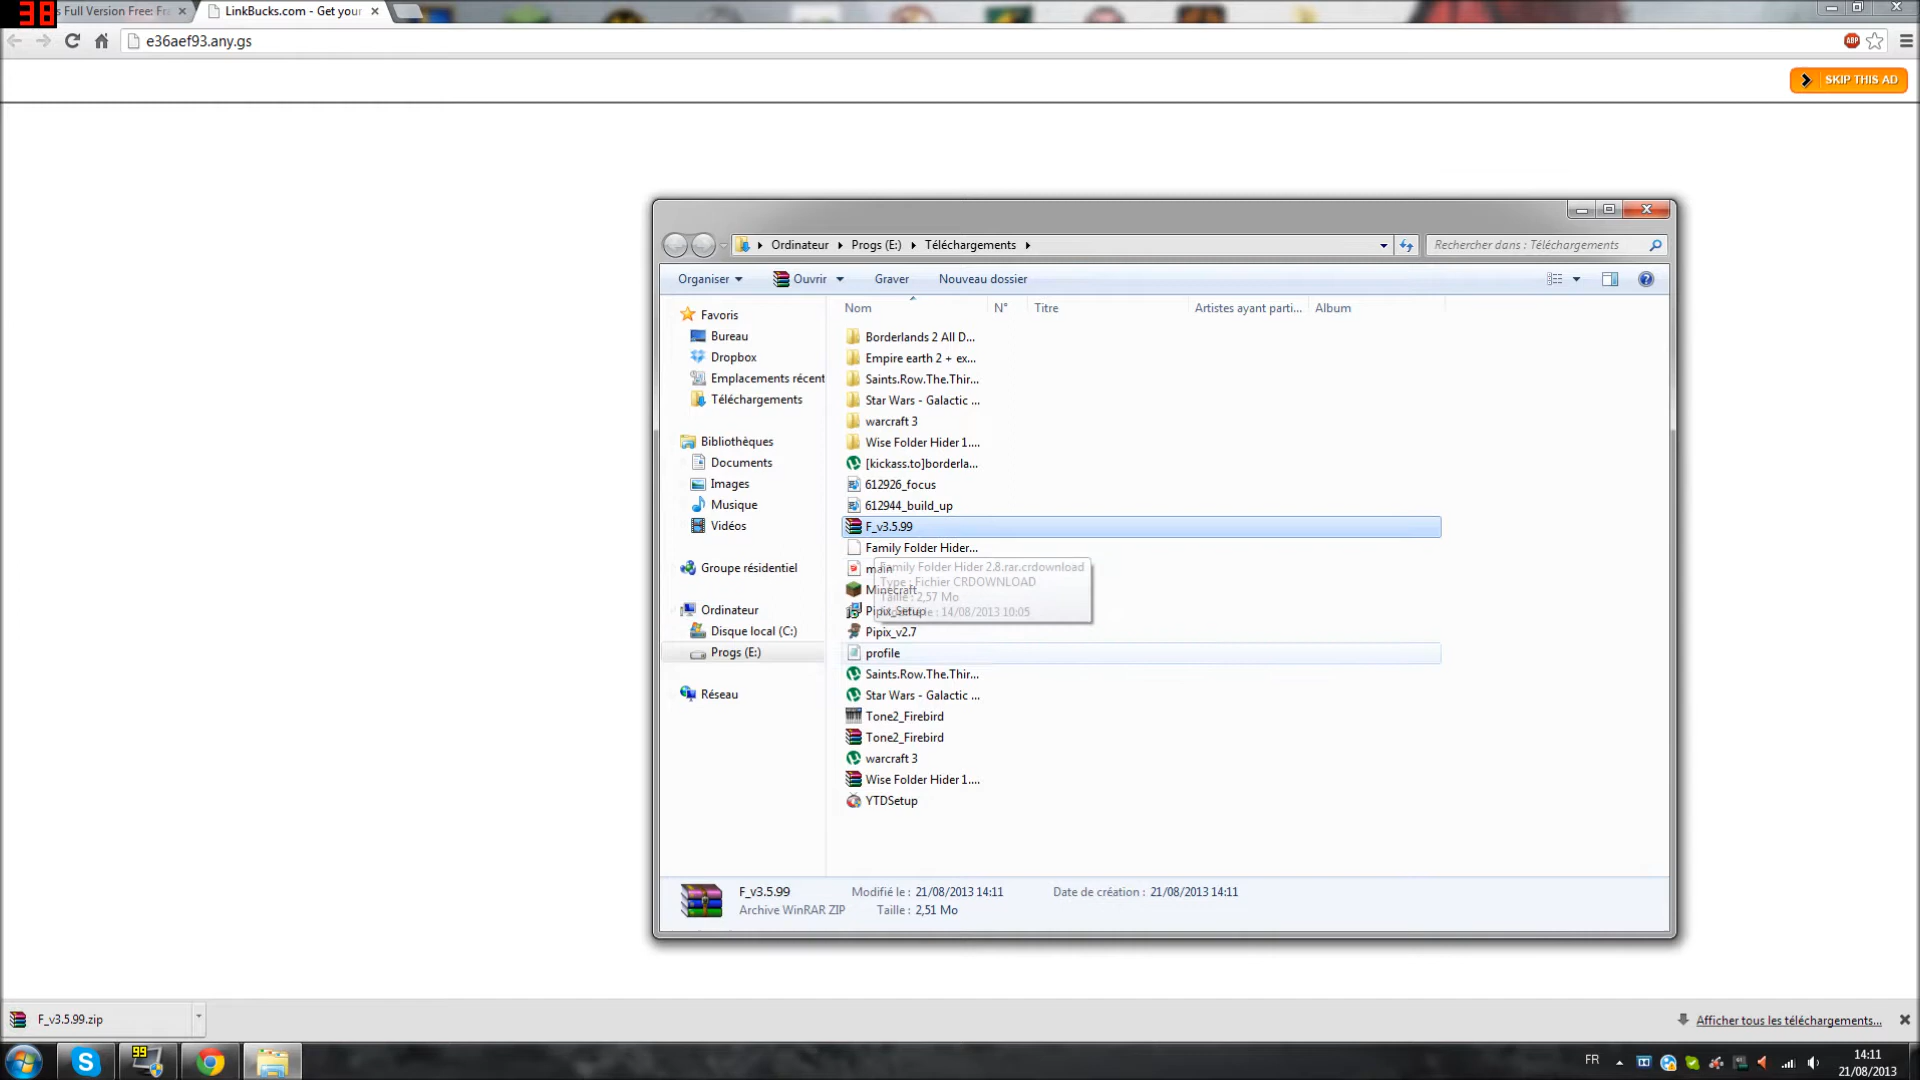 38
s Full Version Free: Fra
LinkBucks.com - Get your
e36aef93.any.gs
ABP
SKIP THIS AD
Ordinateur
Progs (E:)
Téléchargements
Rechercher dans : Téléchargements
Organiser
Ouvrir
Graver
Nouveau dossier
Nom
N°
Titre
Artistes ayant parti...
Album
Favoris
Bureau
Dropbox
Emplacements récent
Téléchargements
Bibliothèques
Documents
Images
Musique
Vidéos
Groupe résidentiel
Ordinateur
Disque local (C:)
Progs (E:)
Réseau
Borderlands 2 All D...
Empire earth 2 + ex...
Saints.Row.The.Thir...
Star Wars - Galactic ...
warcraft 3
Wise Folder Hider 1....
[kickass.to]borderla...
612926_focus
612944_build_up
F_v3.5.99
Family Folder Hider...
main
Minecraft
Pipix_Setup
Pipix_v2.7
profile
Saints.Row.The.Thir...
Star Wars - Galactic ...
Tone2_Firebird
Tone2_Firebird
warcraft 3
Wise Folder Hider 1....
YTDSetup
Family Folder Hider 2.8.rar.crdownload
Type : Fichier CRDOWNLOAD
Taille : 2,57 Mo
: 14/08/2013 10:05
F_v3.5.99
Modifié le : 21/08/2013 14:11
Date de création : 21/08/2013 14:11
Archive WinRAR ZIP
Taille : 2,51 Mo
F_v3.5.99.zip
Afficher tous les téléchargements...
99
FR
14:11
21/08/2013